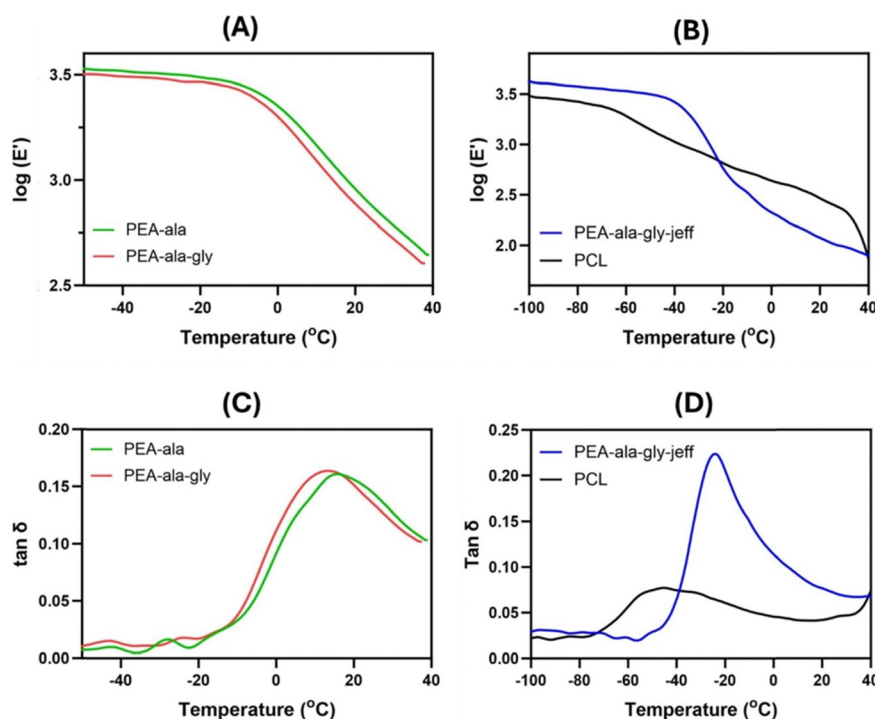 (A)
log (E')
3.5
3.0
2.5
PEA-ala
PEA-ala-gly
-40 -20 0 20 40
Temperature (°C)
(B)
log (E')
3.5
3.0
2.5
2.0
PEA-ala-gly-jeff
PCL
-100 -80 -60 -40 -20 0 20 40
Temperature (°C)
(C)
tan δ
0.20
0.15
0.10
0.05
0.00
PEA-ala
PEA-ala-gly
-40 -20 0 20 40
Temperature (°C)
(D)
Tan δ
0.25
0.20
0.15
0.10
0.05
0.00
PEA-ala-gly-jeff
PCL
-100 -80 -60 -40 -20 0 20 40
Temperature (°C)